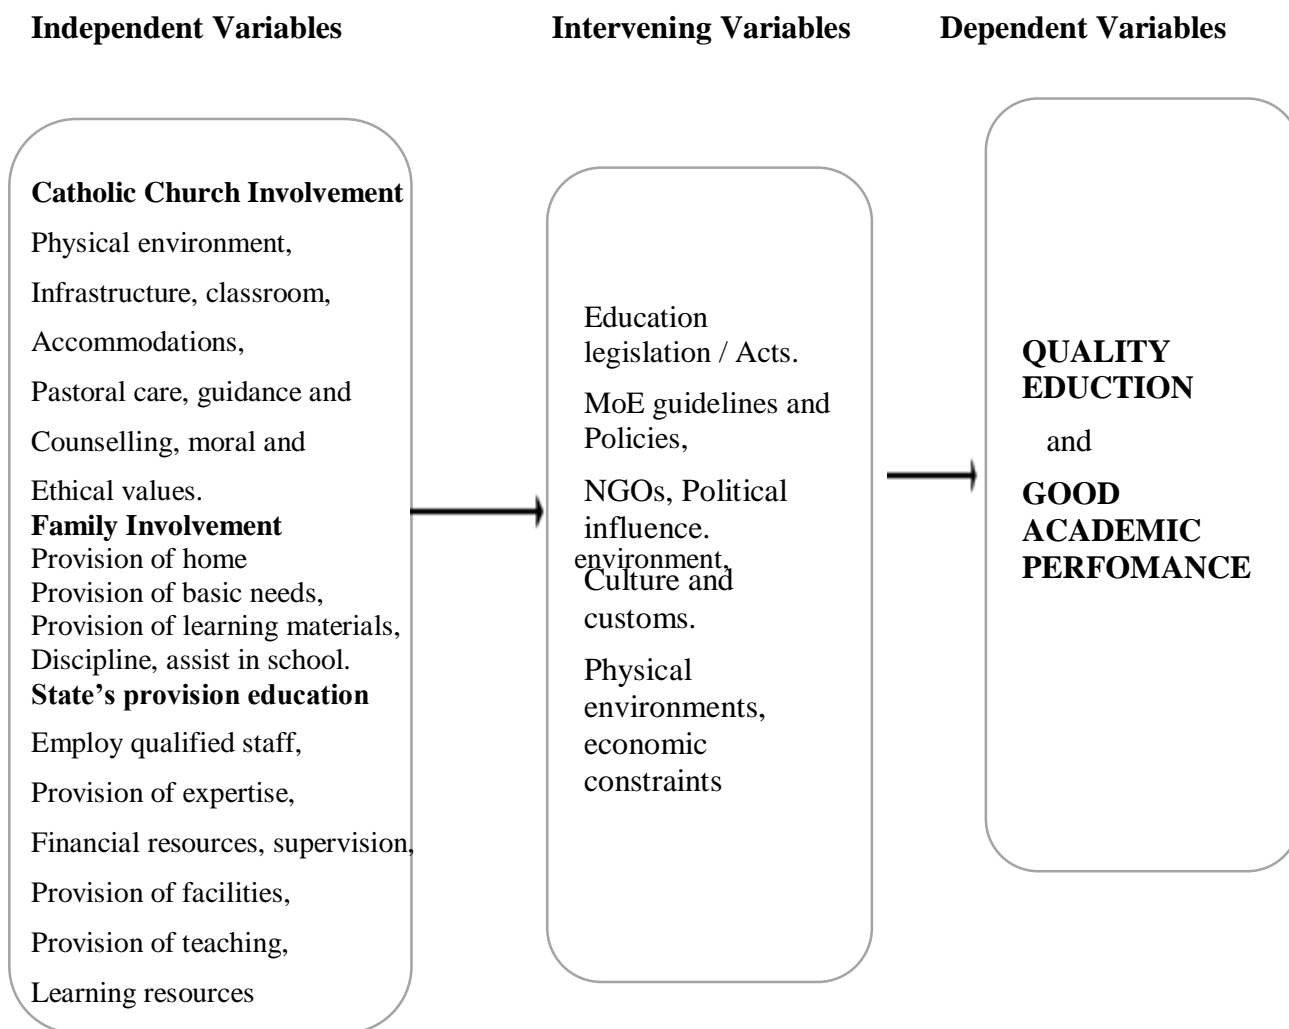 Independent Variables
Intervening Variables
Dependent Variables
Catholic Church Involvement
Physical environment,
Infrastructure, classroom,
Accommodations,
Pastoral care, guidance and
Counselling, moral and
Ethical values.
Family Involvement
Provision of home
Provision of basic needs,
Provision of learning materials,
Discipline, assist in school.
State’s provision education
Employ qualified staff,
Provision of expertise,
Financial resources, supervision,
Provision of facilities,
Provision of teaching,
Learning resources
Education
legislation / Acts.
MoE guidelines and
Policies,
NGOs, Political
influence.
environment,
Culture and
customs.
Physical
environments,
economic
constraints
QUALITY
EDUCTION
and
GOOD
ACADEMIC
PERFOMANCE